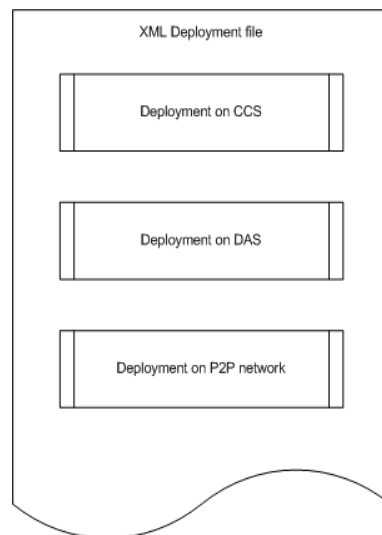 XML Deployment file
Deployment on CCS
Deployment on DAS
Deployment on P2P network